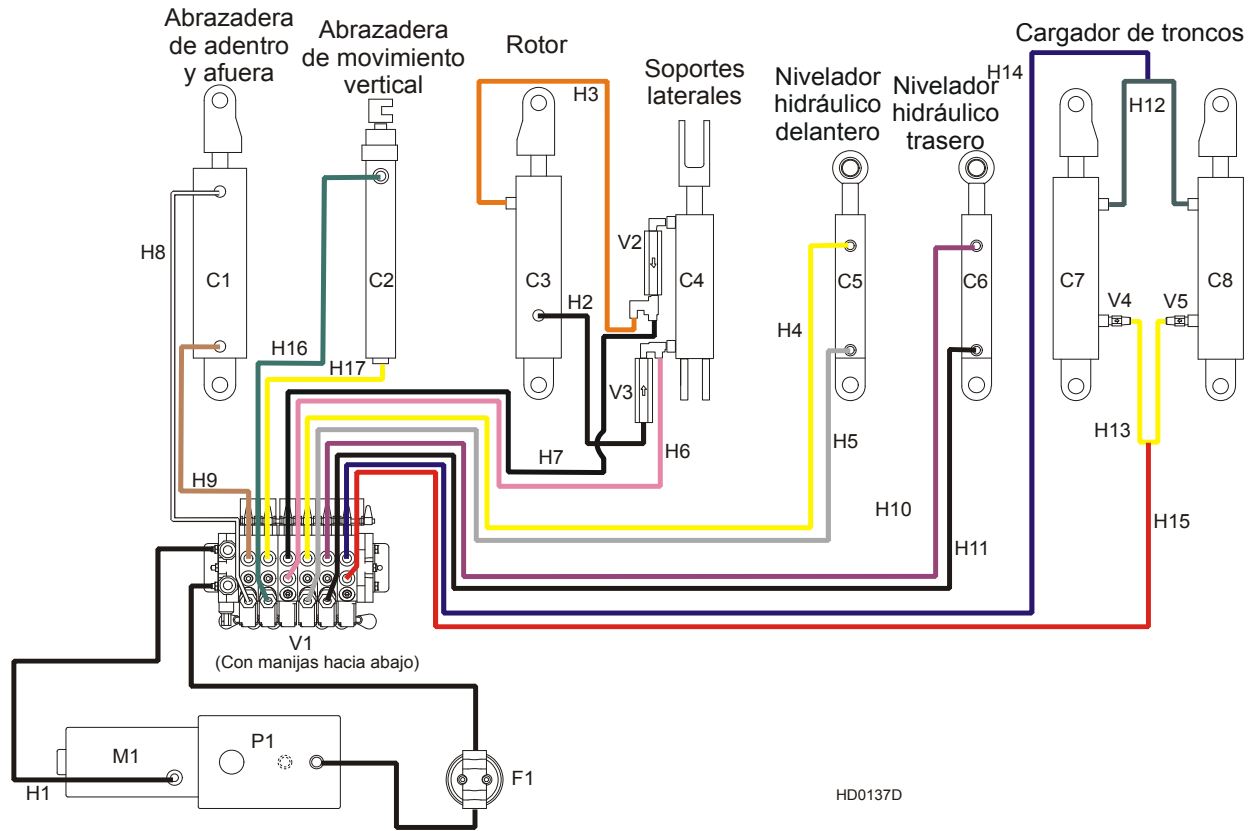 Abrazadera
de adentro
y afuera
Abrazadera
de movimiento
vertical
Rotor
Soportes
laterales
Nivelador
hidráulico
delantero
Nivelador
hidráulico
trasero
Cargador de troncos
H3
H14
H12
H8
C1
C2
C3
H2
V2
C4
H4
C5
C6
C7
V4
V5
C8
H16
H17
V3
H7
H6
H5
H13
H9
H10
H11
H15
V1
(Con manijas hacia abajo)
M1
P1
F1
H1
HD0137D